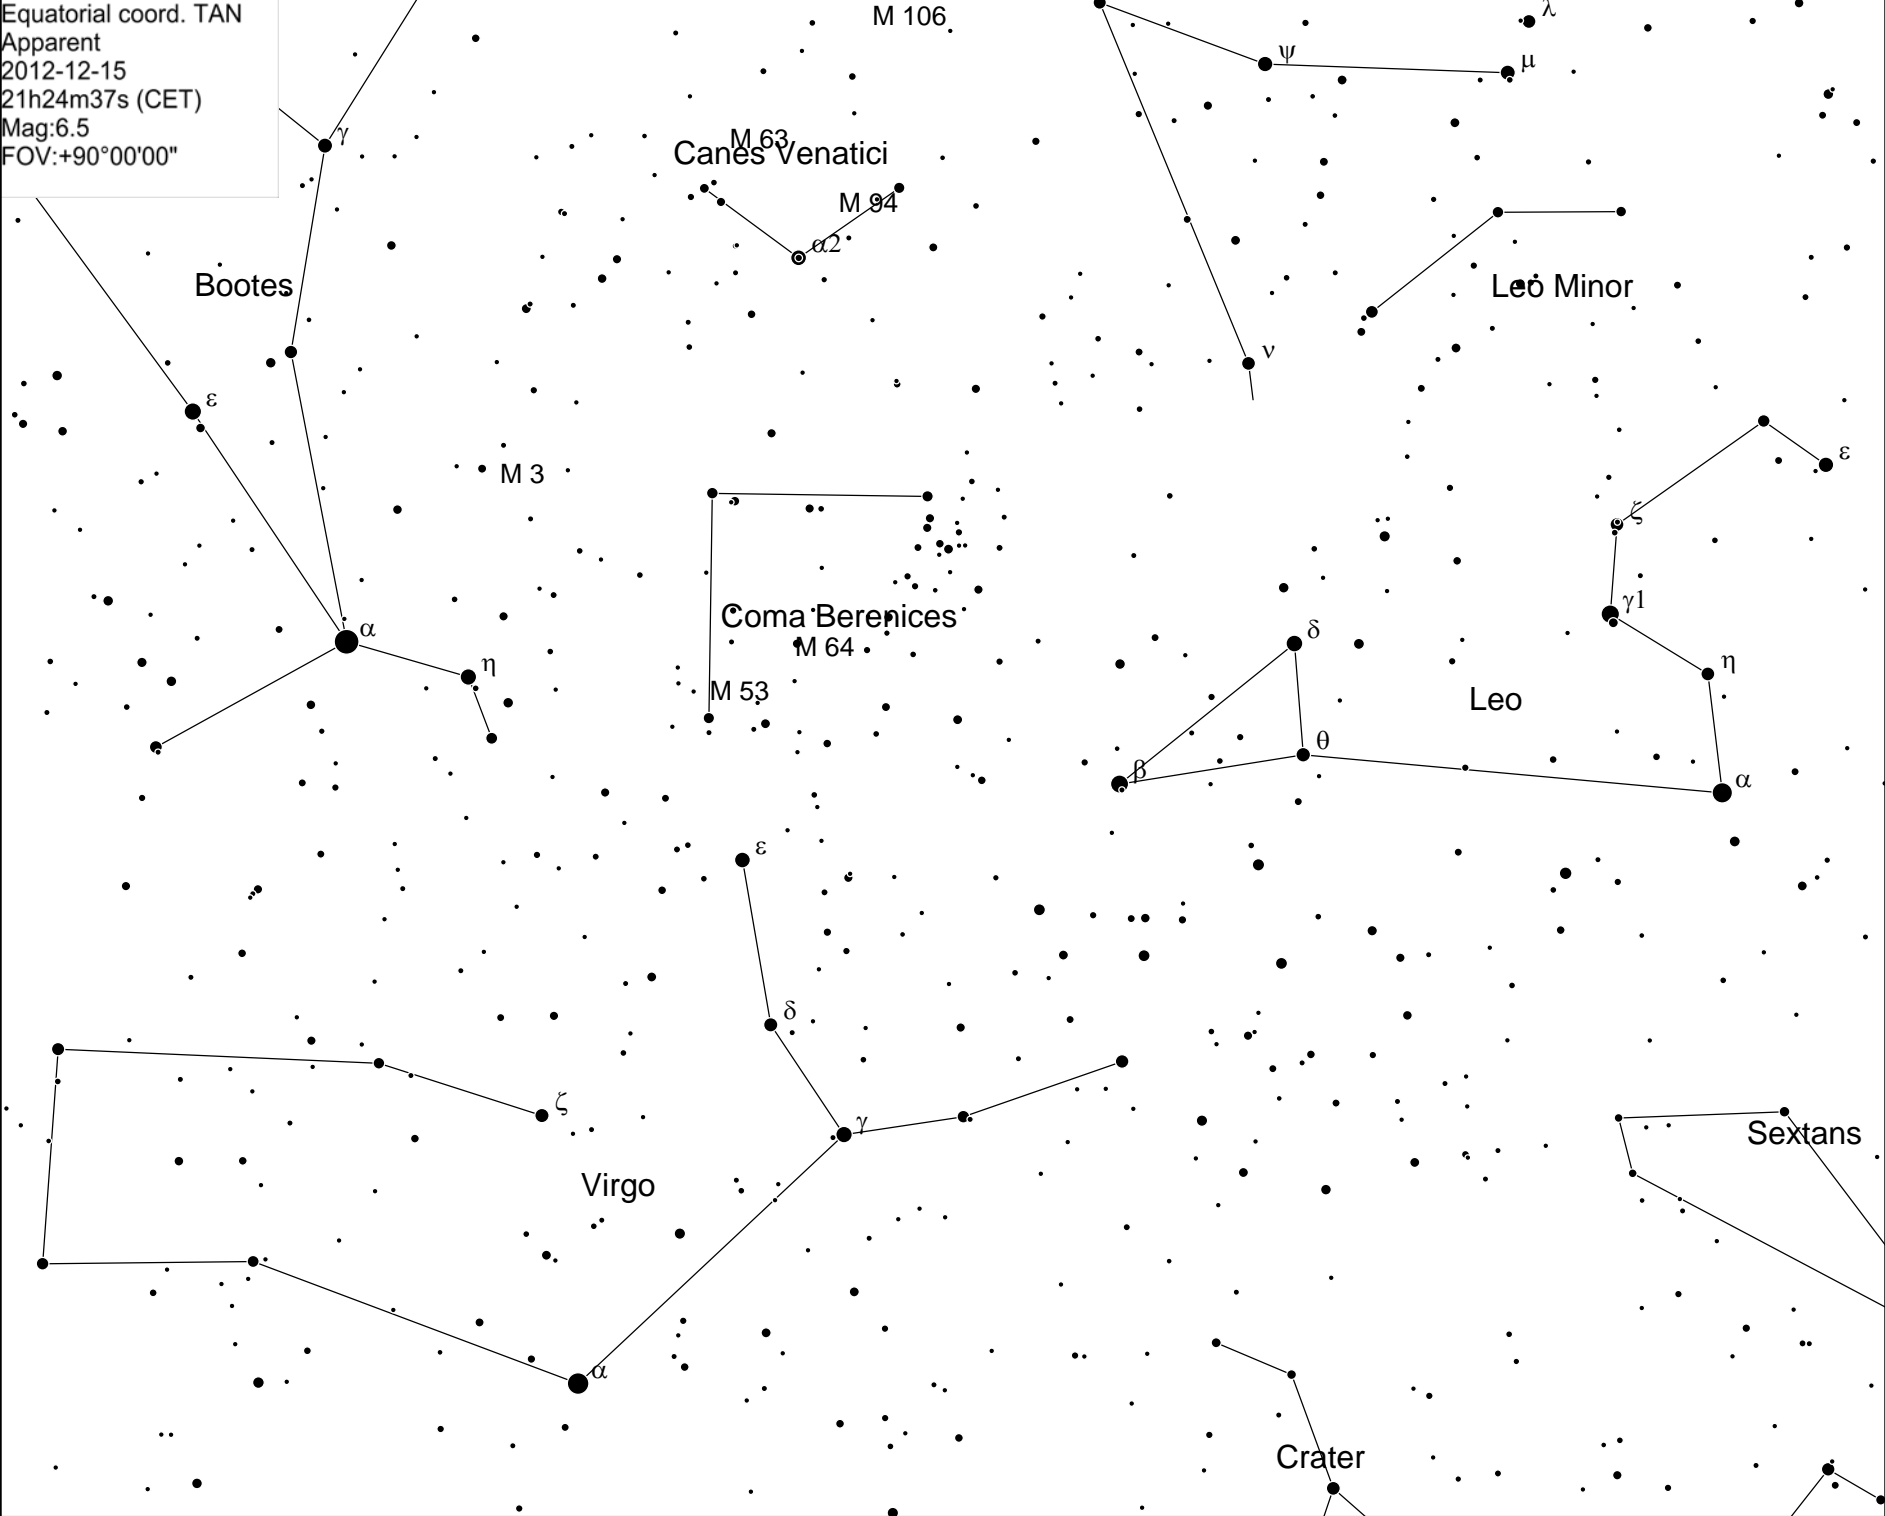 Equatorial coord. TAN
Apparent
2012-12-15
21h24m37s (CET)
Mag:6.5
FOV:+90°00'00"
M 106
λ
ψ
μ
γ
M 63
Canes Venatici
M 94
α2
Bootes
Leo Minor
ν
ε
ε
M 3
ζ
γ1
Coma Berenices
α
δ
M 64
η
η
M 53
Leo
θ
β
α
ε
δ
ζ
γ
Sextans
Virgo
α
Crater